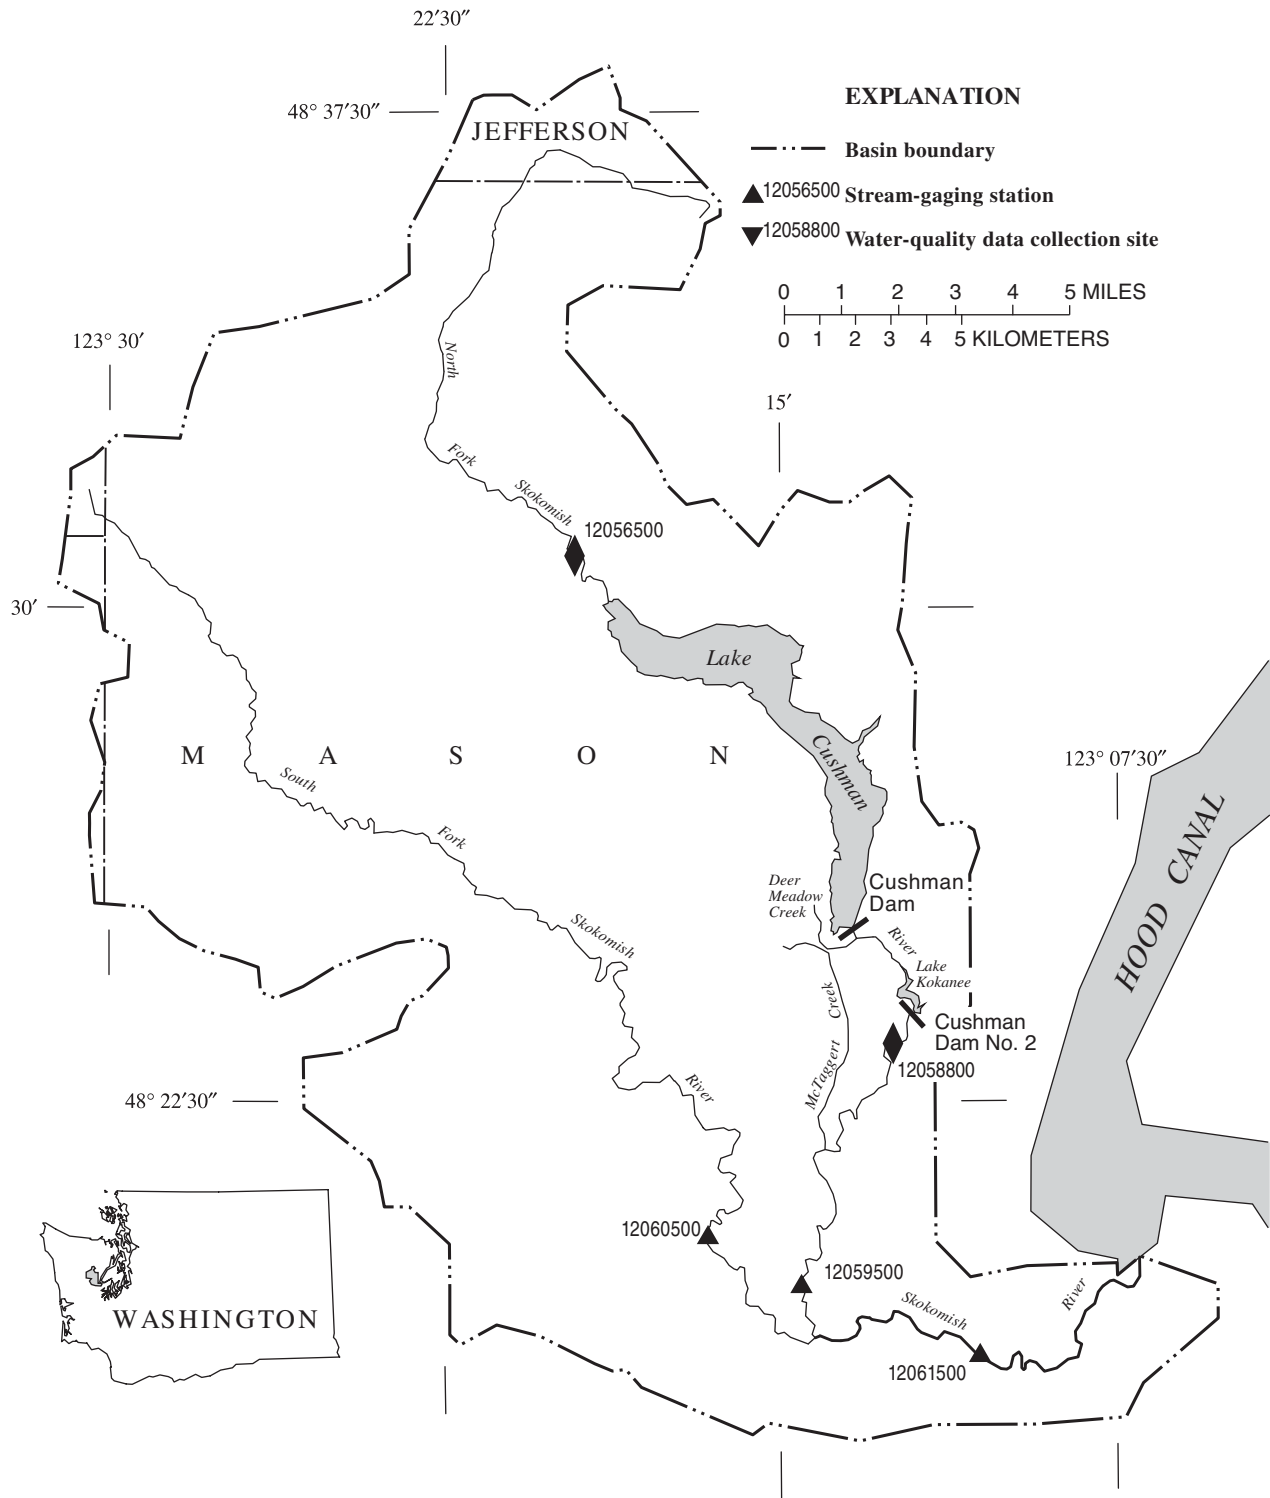 22′30″
48° 37′30″
JEFFERSON
EXPLANATION
Basin boundary
12056500 Stream-gaging station
12058800 Water-quality data collection site
0 1 2 3 4 5 MILES
0 1 2 3 4 5 KILOMETERS
123° 30′
North
15′
Fork
Skokomish
12056500
30′
Lake
Cushman
M A S O N
123° 07′30″
South
Fork
HOOD CANAL
Deer
Meadow
Creek
Cushman
Dam
Skokomish
River
Lake
Kokanee
Creek
McTaggert
Cushman
Dam No. 2
12058800
River
48° 22′30″
12060500
12059500
Skokomish
River
12061500
WASHINGTON